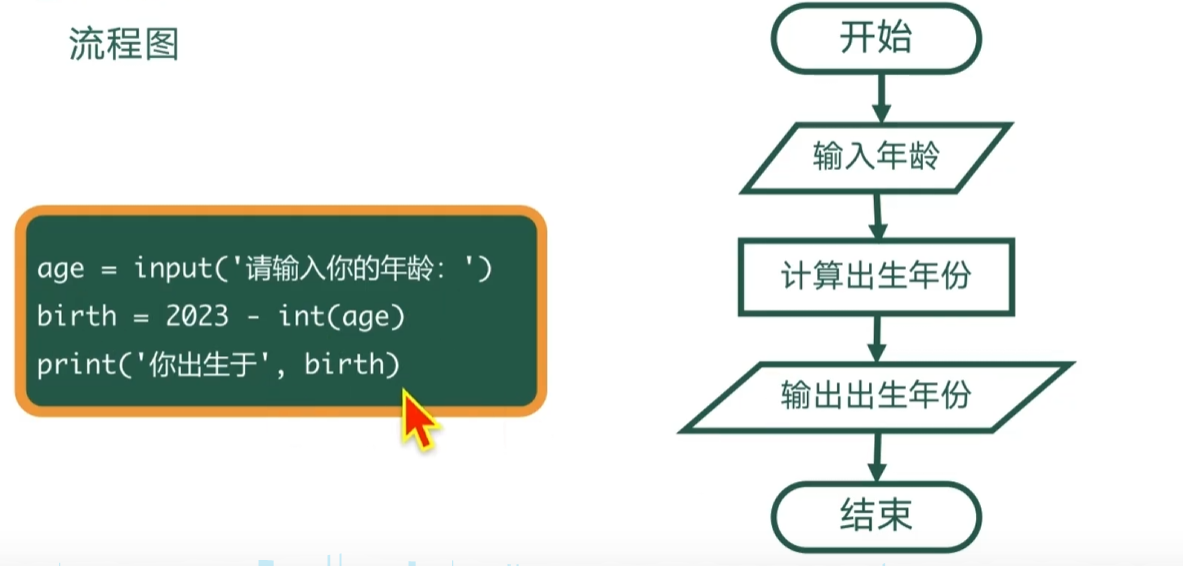 流程图
age = input('请输入你的年龄：')
birth = 2023 - int(age)
print('你出生于', birth)
开始
输入年龄
计算出生年份
输出出生年份
结束